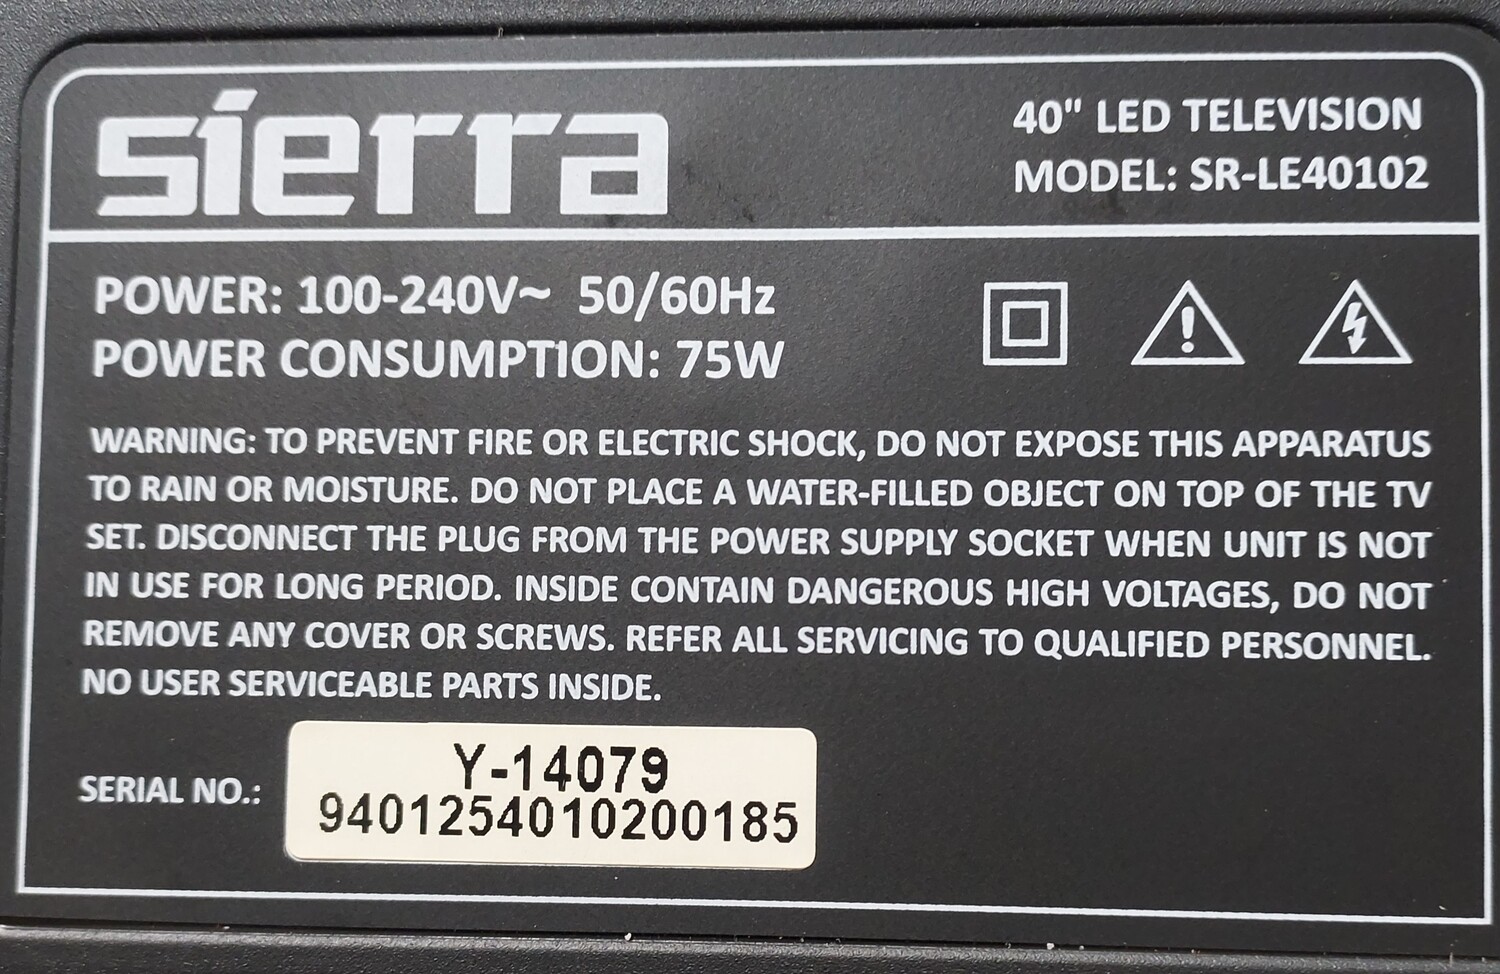 sierra
40" LED TELEVISION
MODEL: SR-LE40102
POWER: 100-240V~ 50/60Hz
POWER CONSUMPTION: 75W
WARNING: TO PREVENT FIRE OR ELECTRIC SHOCK, DO NOT EXPOSE THIS APPARATUS
TO RAIN OR MOISTURE. DO NOT PLACE A WATER-FILLED OBJECT ON TOP OF THE TV
SET. DISCONNECT THE PLUG FROM THE POWER SUPPLY SOCKET WHEN UNIT IS NOT
IN USE FOR LONG PERIOD. INSIDE CONTAIN DANGEROUS HIGH VOLTAGES, DO NOT
REMOVE ANY COVER OR SCREWS. REFER ALL SERVICING TO QUALIFIED PERSONNEL.
NO USER SERVICEABLE PARTS INSIDE.
SERIAL NO.:
Y-14079
9401254010200185